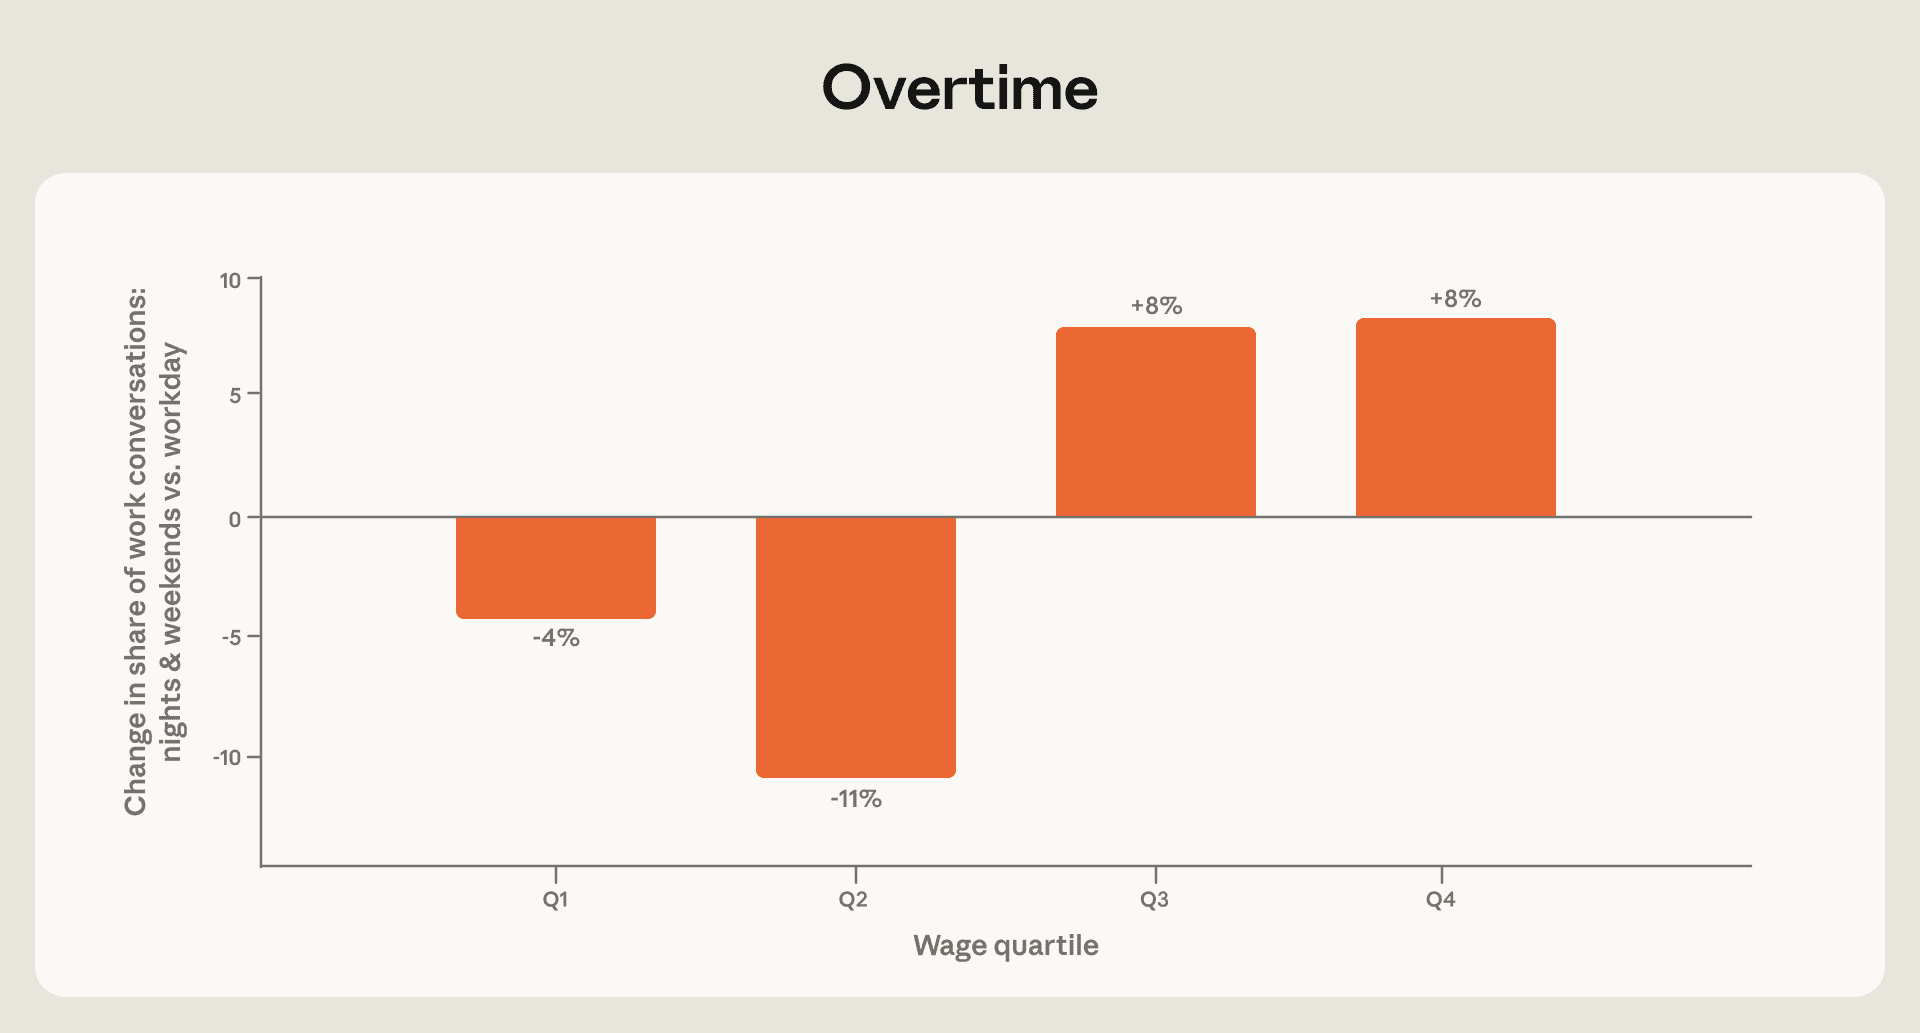 Overtime
Change in share of work conversations:
nights & weekends vs. workday
10
5
0
-5
-10
-4%
-11%
+8%
+8%
Q1
Q2
Q3
Q4
Wage quartile